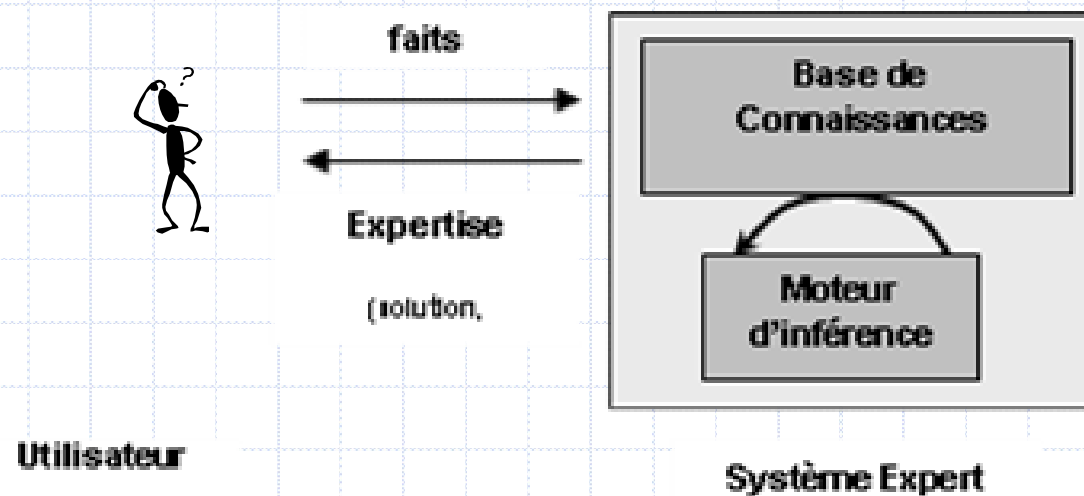 faits
Base de
Connaissances
?
Expertise
(solution,
Moteur
d'inférence
Utilisateur
Système Expert